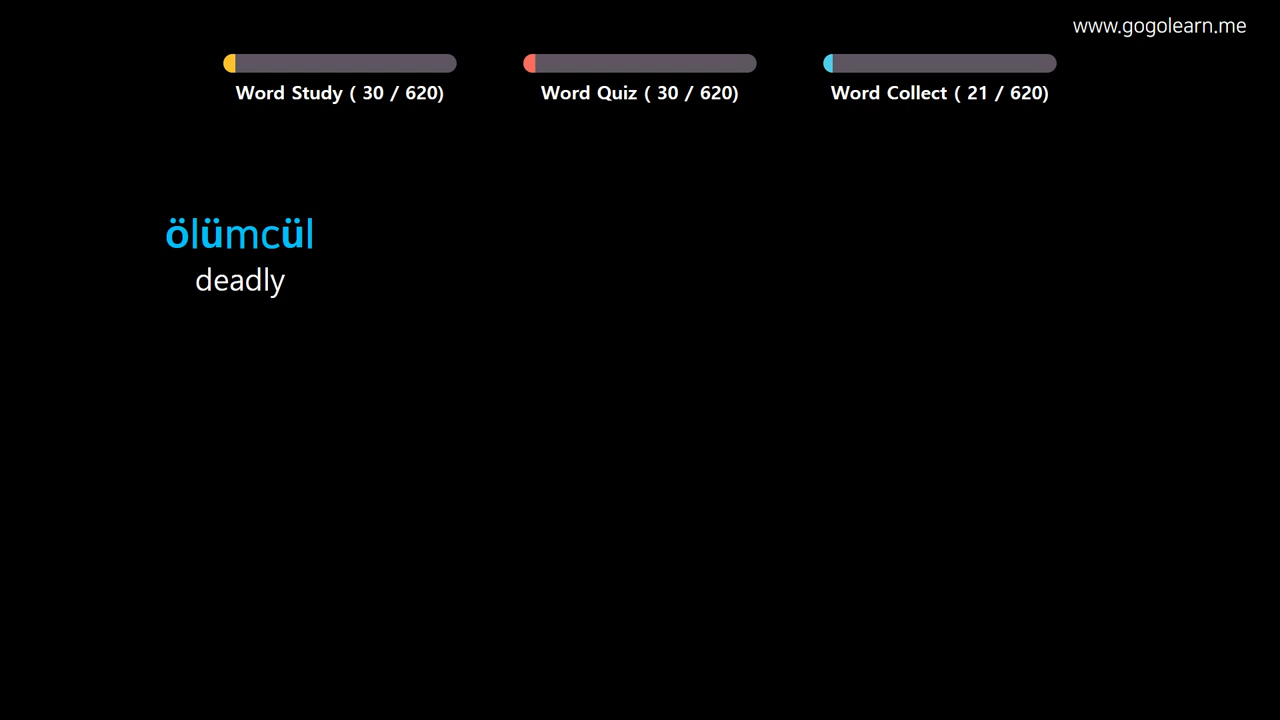 www.gogolearn.me
Word Study ( 30 / 620)
Word Quiz ( 30 / 620)
Word Collect ( 21 / 620)
ölümcül
deadly